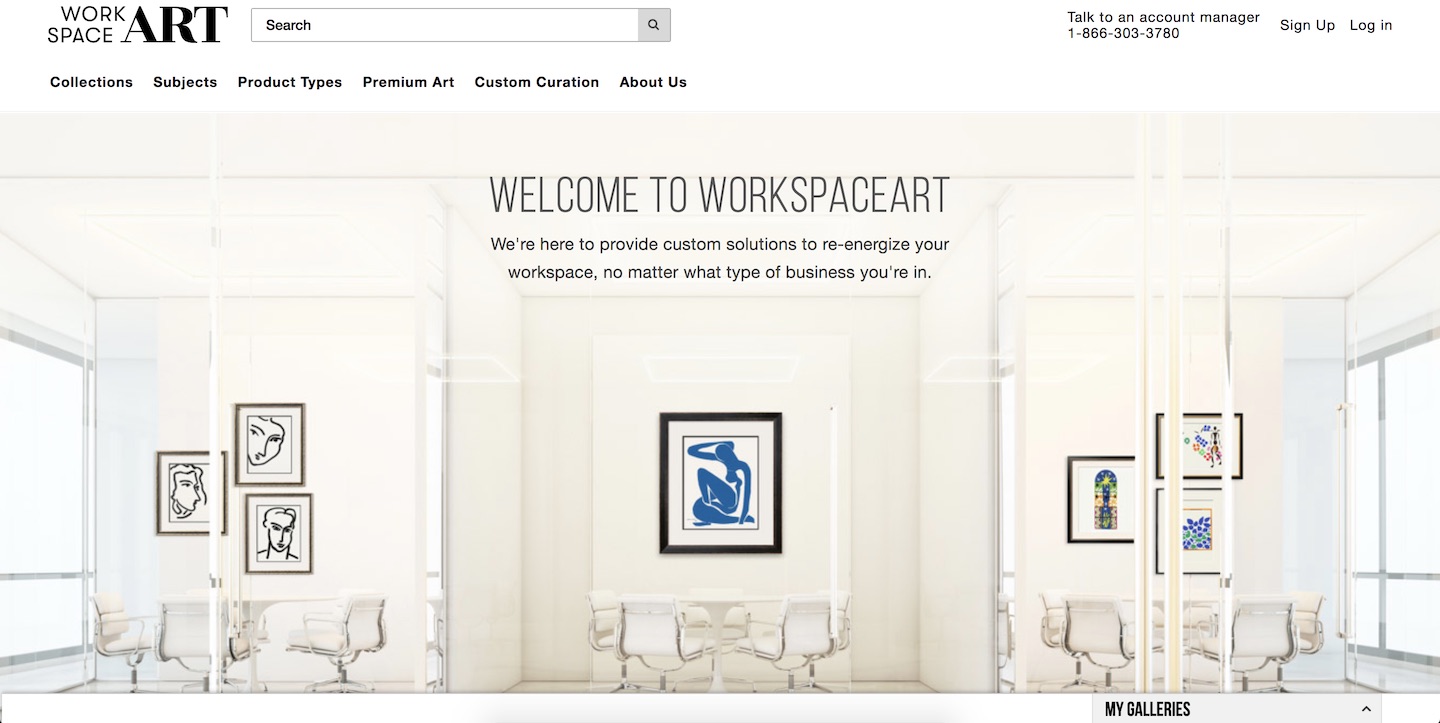 WORK
SPACE ART
Search
Talk to an account manager
1-866-303-3780
Sign Up
Log in
Collections
Subjects
Product Types
Premium Art
Custom Curation
About Us
WELCOME TO WORKSPACEART
We're here to provide custom solutions to re-energize your
workspace, no matter what type of business you're in.
MY GALLERIES